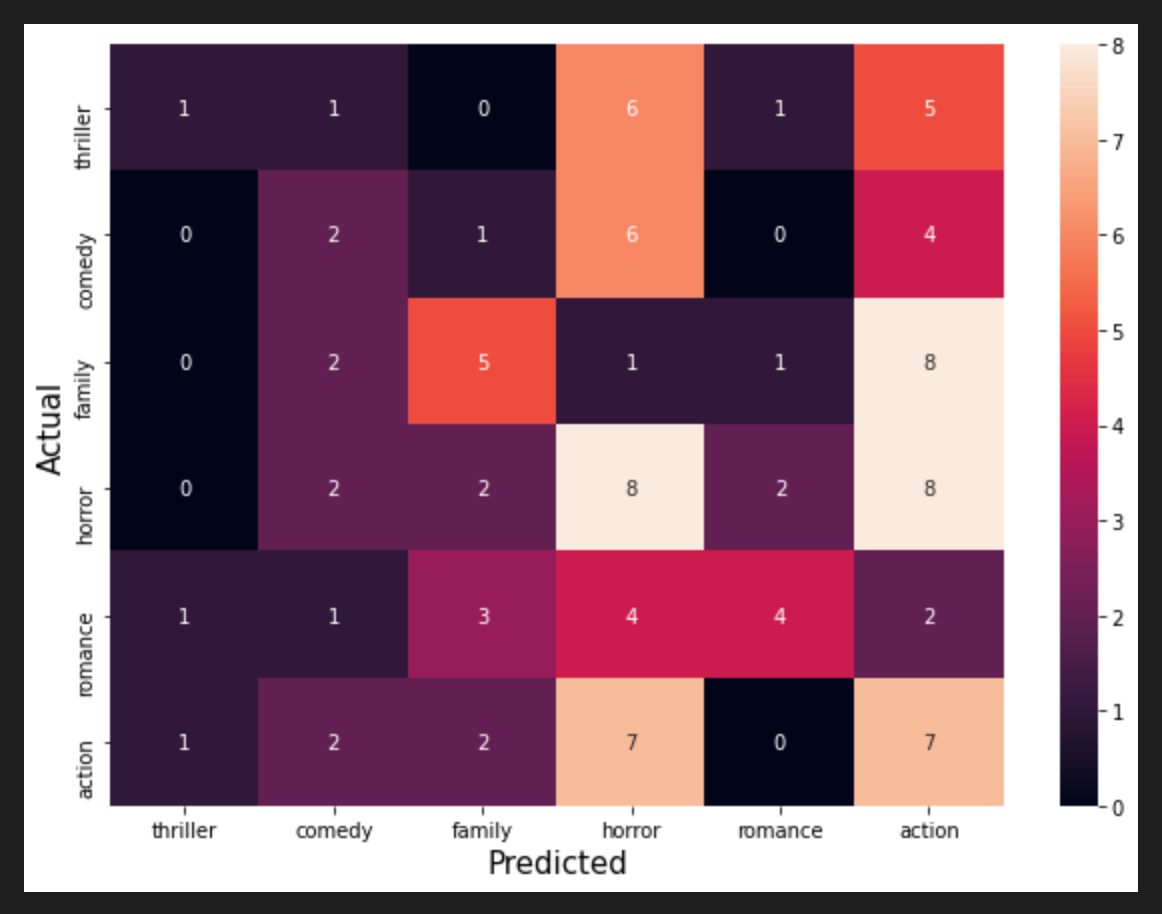 8
1 1 0 6 1 5
thriller
7
0 2 1 6 0 4
comedy
6
0 2 5 1 1 8
family
5
Actual
4
0 2 2 8 2 8
horror
3
1 1 3 4 4 2
romance
2
1
1 2 2 7 0 7
action
0
thriller comedy family horror romance action
Predicted